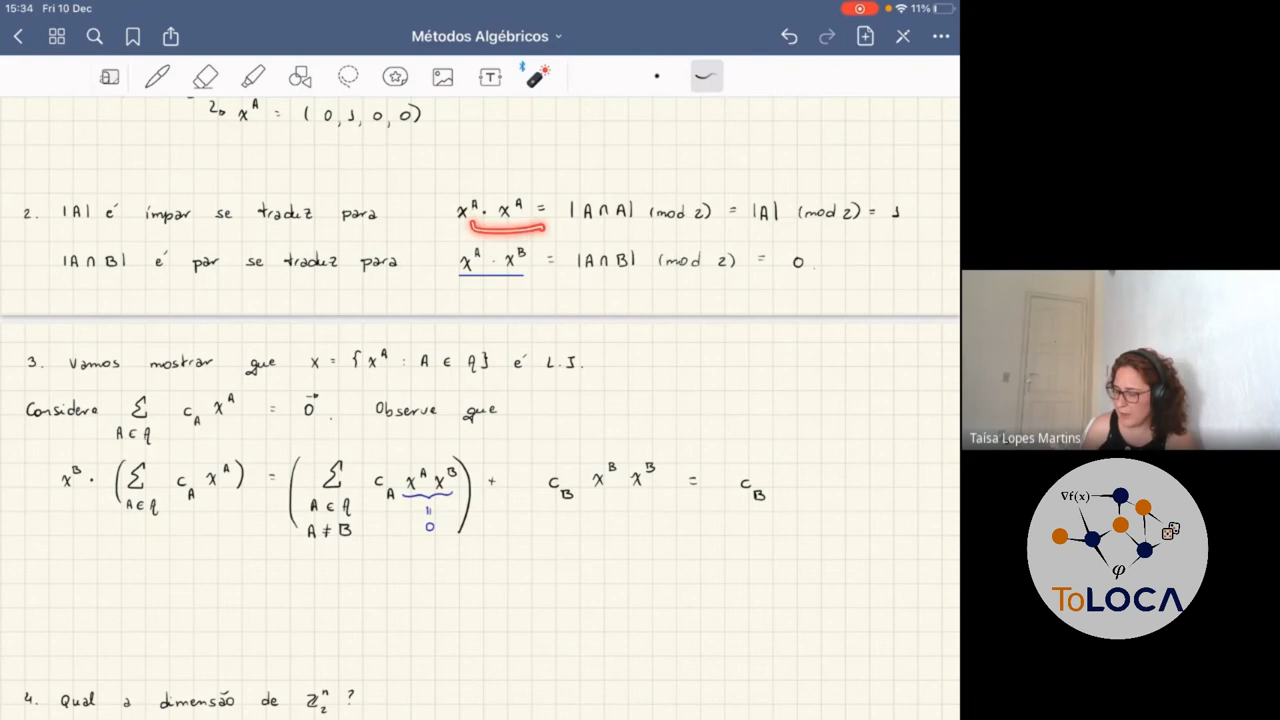 15:34 Fri 10 Dec
11%
Métodos Algébricos
2, χ^A = (0, 1, 0, 0)
2. |A| é ímpar se traduz para χ^A · χ^A = |A ∩ A| (mod 2) = |A| (mod 2) = 1
|A ∩ B| é par se traduz para χ^A · χ^B = |A ∩ B| (mod 2) = 0.
3. Vamos mostrar que X = {χ^A : A ∈ A} é L.I.
Considere Σ_{A ∈ A} c_A χ^A = 0⃗. Observe que
χ^B · (Σ_{A ∈ A} c_A χ^A) = (Σ_{A ∈ A, A ≠ B} c_A χ^A χ^B) + c_B χ^B χ^B = c_B
=
0
4. Qual a dimensão de ℤ_2^n ?
Taísa Lopes Martins
∇f(x)
φ
ToLOCA